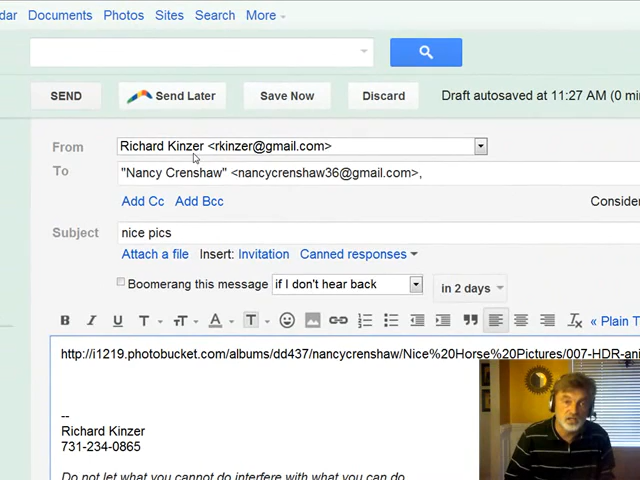 dar Documents Photos Sites Search More
SEND Send Later Save Now Discard Draft autosaved at 11:27 AM (0 min
From Richard Kinzer <rkinzer@gmail.com>
To "Nancy Crenshaw" <nancycrenshaw36@gmail.com>,
Add Cc Add Bcc Consider
Subject nice pics
Attach a file Insert: Invitation Canned responses
Boomerang this message if I don't hear back in 2 days
B I U T тT A T « Plain T
http://i1219.photobucket.com/albums/dd437/nancycrenshaw/Nice%20Horse%20Pictures/007-HDR-ani
--
Richard Kinzer
731-234-0865
Do not let what you cannot do interfere with what you can do